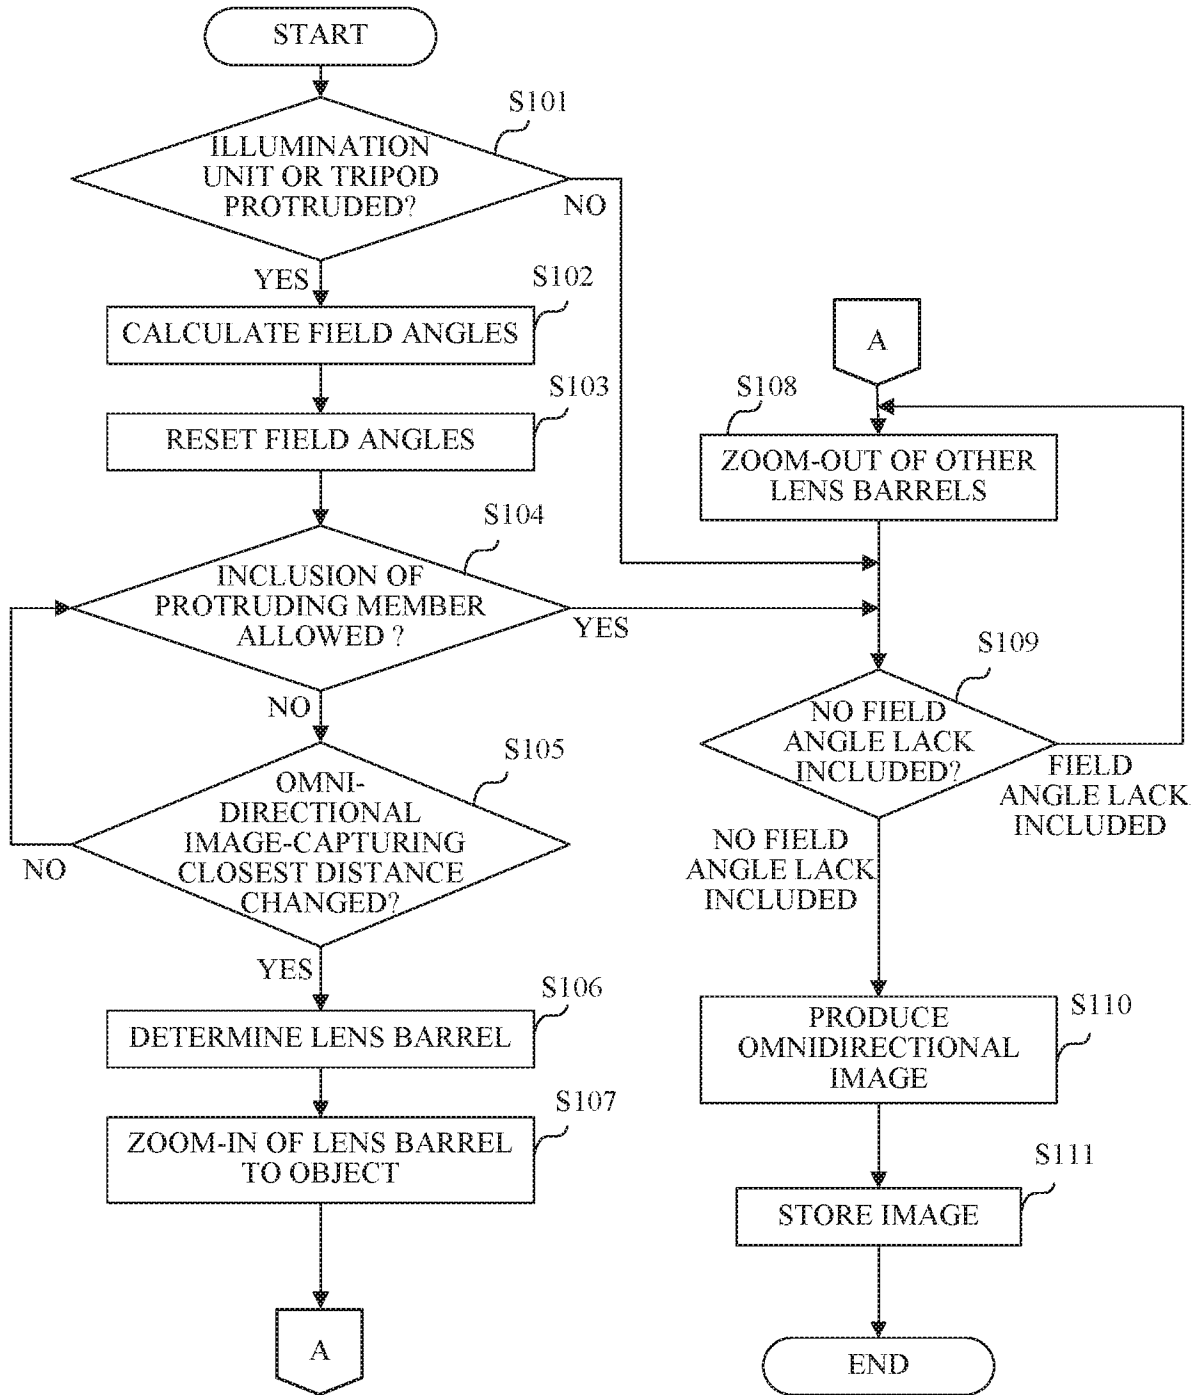 START
S101
ILLUMINATION
UNIT OR TRIPOD
PROTRUDED?
NO
YES
S102
CALCULATE FIELD ANGLES
S103
RESET FIELD ANGLES
S104
INCLUSION OF
PROTRUDING MEMBER
ALLOWED ?
YES
NO
S105
OMNI-
DIRECTIONAL
IMAGE-CAPTURING
CLOSEST DISTANCE
CHANGED?
NO
YES
S106
DETERMINE LENS BARREL
S107
ZOOM-IN OF LENS BARREL
TO OBJECT
A
A
S108
ZOOM-OUT OF OTHER
LENS BARRELS
S109
NO FIELD
ANGLE LACK
INCLUDED?
FIELD
ANGLE LACK
INCLUDED
NO FIELD
ANGLE LACK
INCLUDED
S110
PRODUCE
OMNIDIRECTIONAL
IMAGE
S111
STORE IMAGE
END